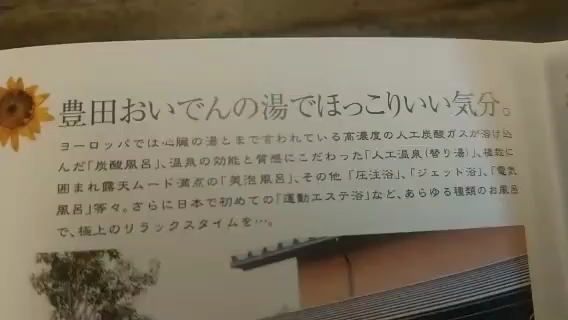 豊田おいでんの湯でほっこりいい気分。
ヨーロッパでは心臓の湯とまで言われている高濃度の人工炭酸ガスが溶け込
んだ「炭酸風呂」、温泉の効能と質感にこだわった「人工温泉(替り湯)」、植栽に
囲まれ露天ムード満点の「美泡風呂」、その他「圧注浴」、「ジェット浴」、「電気
風呂」等々。さらに日本で初めての「運動エステ浴」など、あらゆる種類のお風呂
で、極上のリラックスタイムを…。